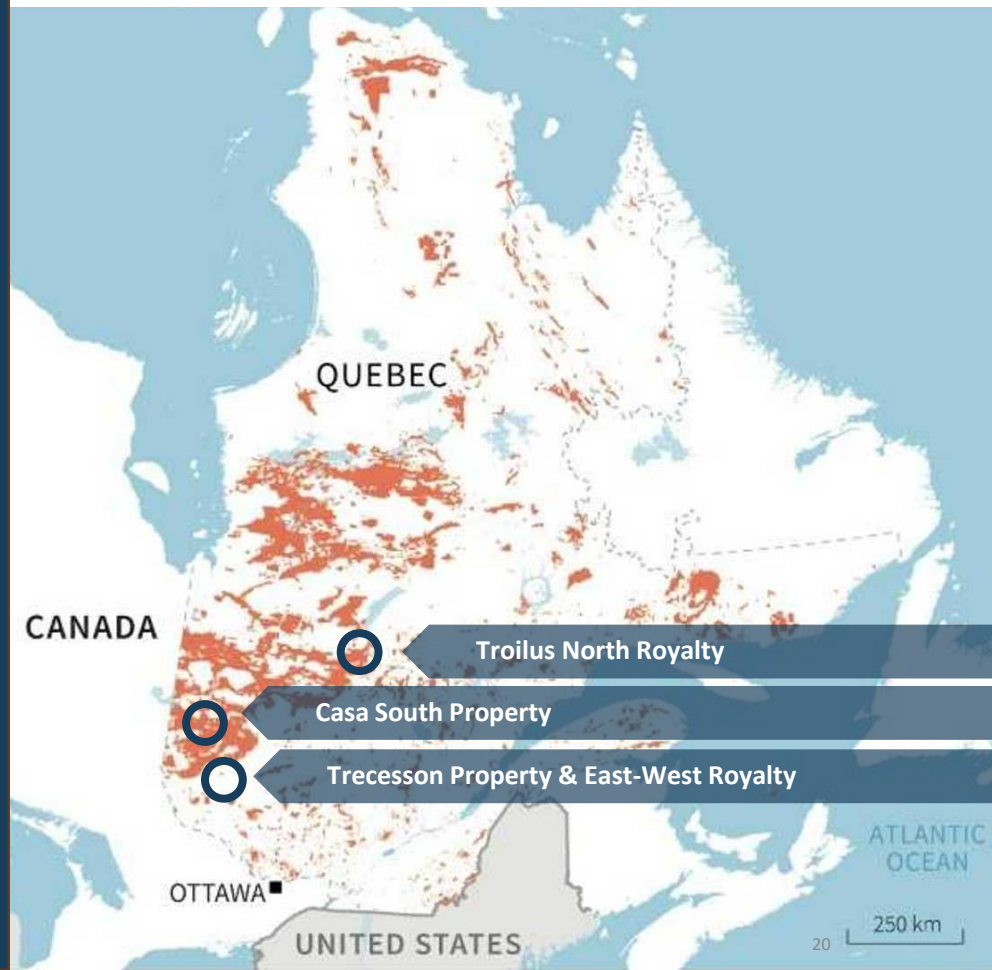 QUEBEC
CANADA
Troilus North Royalty
Casa South Property
Trecesson Property & East-West Royalty
ATLANTIC
OCEAN
OTTAWA
250 km
UNITED STATES
20